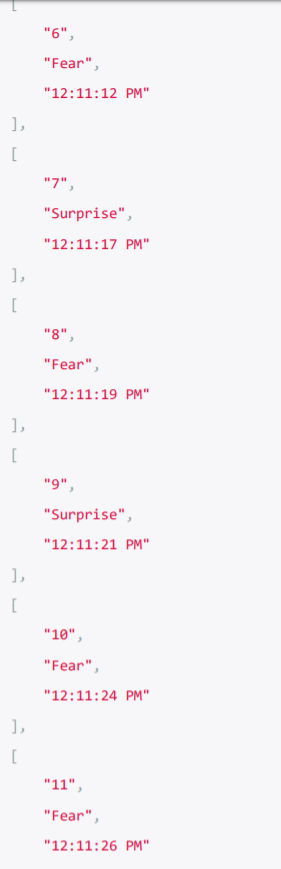 [
"6",
"Fear",
"12:11:12 PM"
],
[
"7",
"Surprise",
"12:11:17 PM"
],
[
"8",
"Fear",
"12:11:19 PM"
],
[
"9",
"Surprise",
"12:11:21 PM"
],
[
"10",
"Fear",
"12:11:24 PM"
],
[
"11",
"Fear",
"12:11:26 PM"